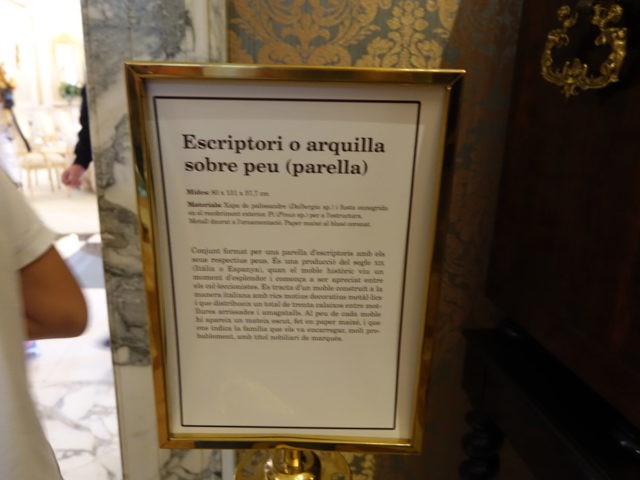 Escriptori o arquilla
sobre peu (parella)
Mides: 80 x 131 x 37,7 cm
Materials: Xapa de palissandre (Dalbergia sp.) i fusta ennegrida
en el recobriment exterior. Pi (Pinus sp.) per a l'estructura.
Metall daurat a l'ornamentació. Paper maixé al blasó coronat.
Conjunt format per una parella d'escriptoris amb els
seus respectius peus. És una producció del segle XIX
(Itàlia o Espanya), quan el moble històric viu un
moment d'esplendor i comença a ser apreciat entre
els col·leccionistes. Es tracta d'un moble construït a la
manera italiana amb rics motius decoratius metàl·lics
i que distribueix un total de trenta calaixos entre mot-
llures arrissades i amagatalls. Al peu de cada moble
hi apareix un mateix escut, fet en paper maixé, i que
ens indica la família que els va encarregar, molt pro-
bablement, amb títol nobiliari de marquès.